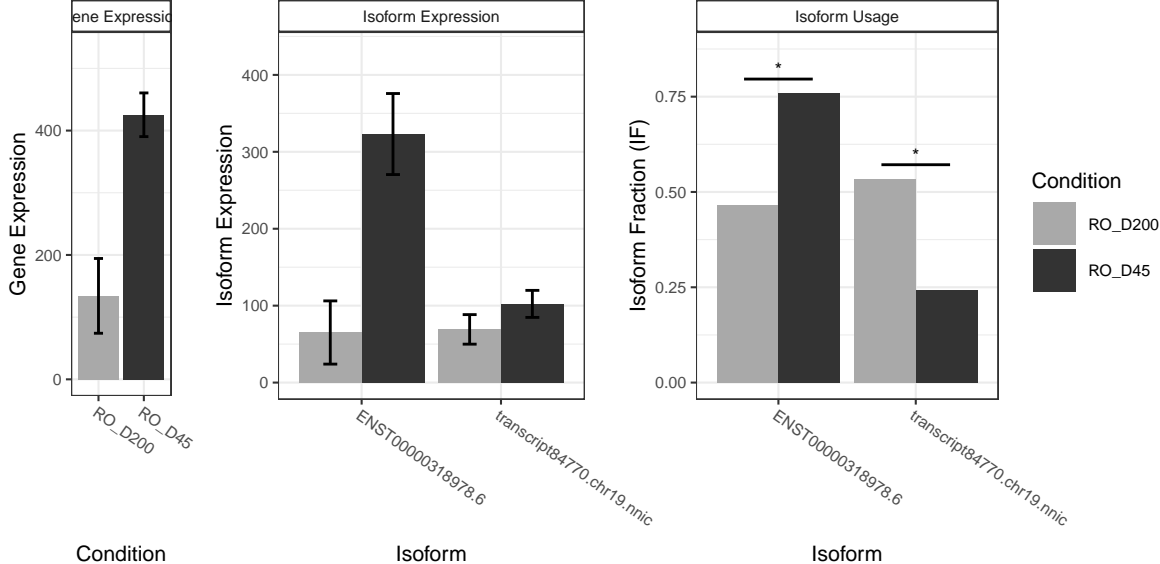 ene Expressio
Gene Expression
400
200
0
RO_D200
RO_D45
Condition
Isoform Expression
Isoform Expression
400
300
200
100
0
ENST00000318978.6
transcript84770.chr19.nnic
Isoform
Isoform Usage
Isoform Fraction (IF)
0.75
0.50
0.25
0.00
*
*
ENST00000318978.6
transcript84770.chr19.nnic
Isoform
Condition
RO_D200
RO_D45